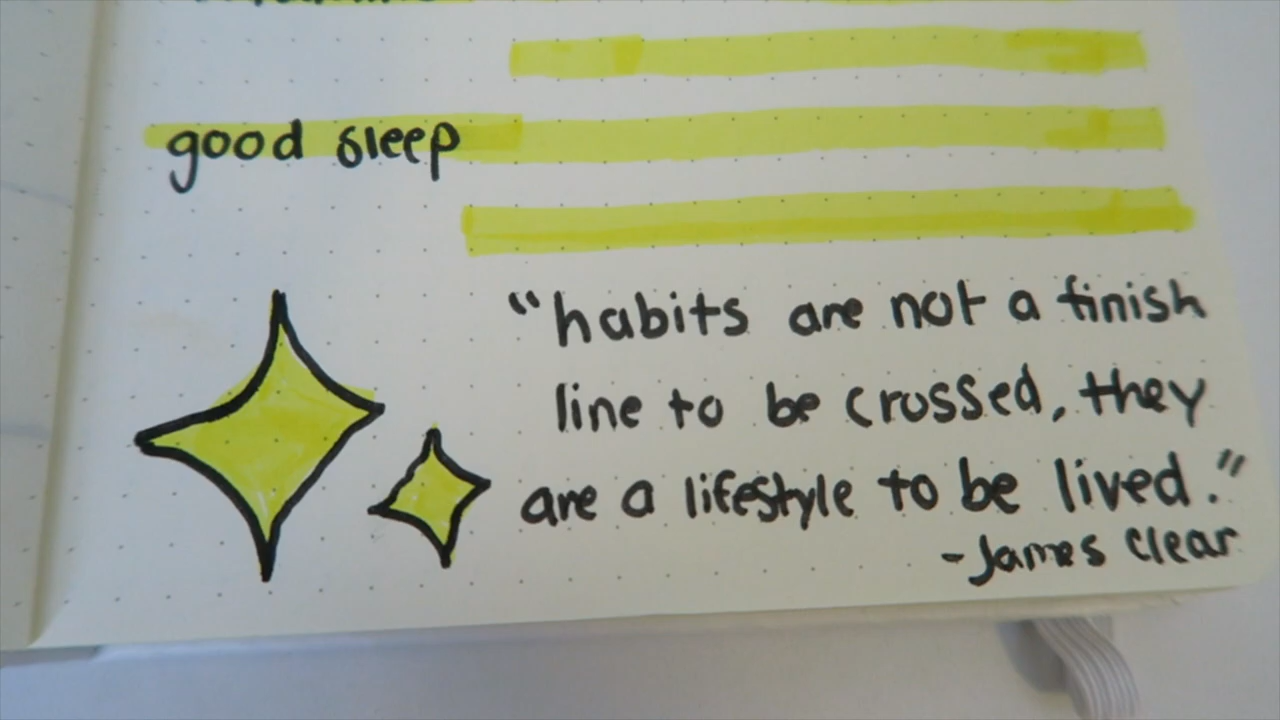 good sleep
“habits are not a finish
line to be crossed, they
are a lifestyle to be lived.”
-James Clear